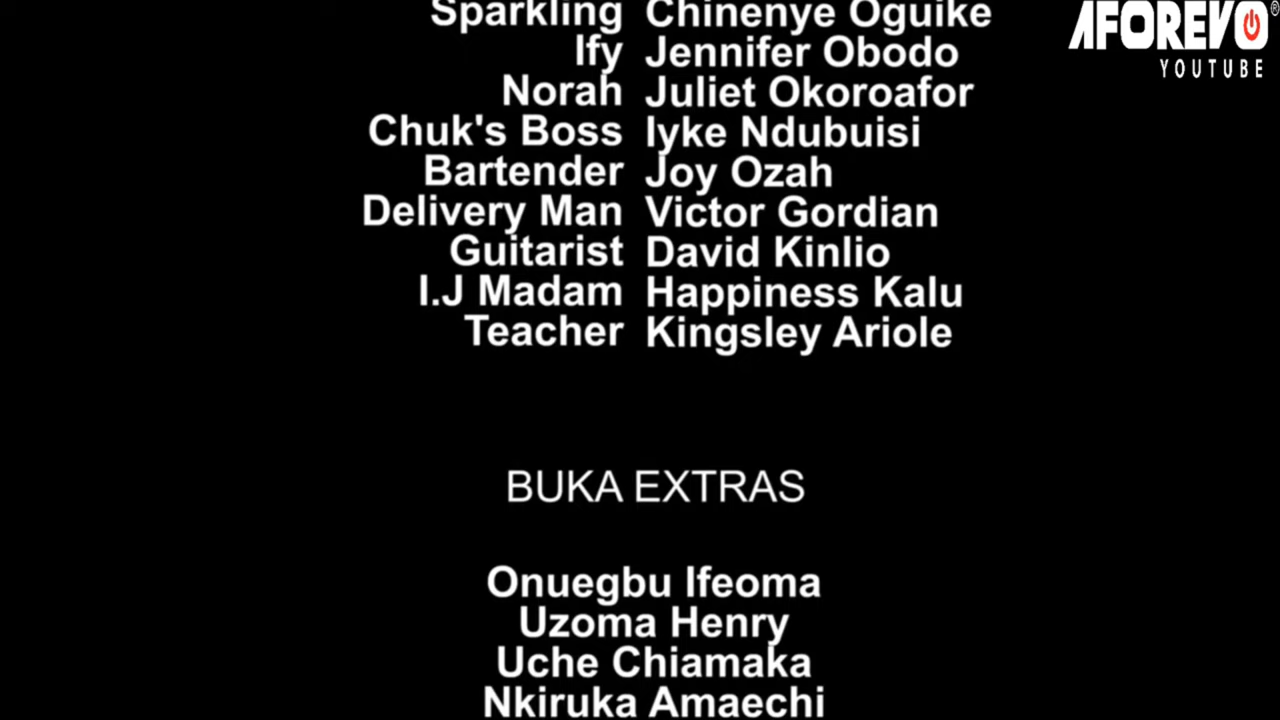 Sparkling Chinenye Oguike
Ify Jennifer Obodo
Norah Juliet Okoroafor
Chuk's Boss Iyke Ndubuisi
Bartender Joy Ozah
Delivery Man Victor Gordian
Guitarist David Kinlio
I.J Madam Happiness Kalu
Teacher Kingsley Ariole
BUKA EXTRAS
Onuegbu Ifeoma
Uzoma Henry
Uche Chiamaka
Nkiruka Amaechi
AFOREVO®
YOUTUBE